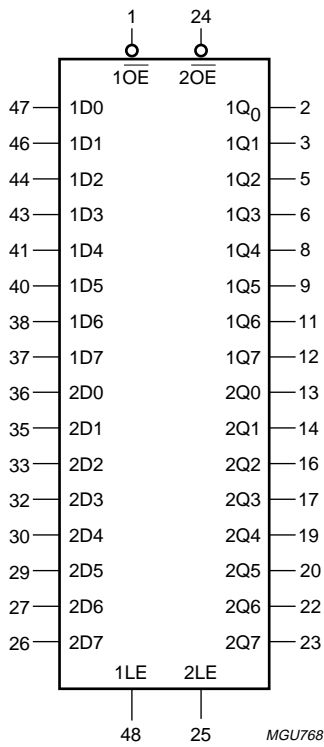 1 24
1OE 2OE
47 1D0 1Q0 2
46 1D1 1Q1 3
44 1D2 1Q2 5
43 1D3 1Q3 6
41 1D4 1Q4 8
40 1D5 1Q5 9
38 1D6 1Q6 11
37 1D7 1Q7 12
36 2D0 2Q0 13
35 2D1 2Q1 14
33 2D2 2Q2 16
32 2D3 2Q3 17
30 2D4 2Q4 19
29 2D5 2Q5 20
27 2D6 2Q6 22
26 2D7 2Q7 23
1LE 2LE
48 25 MGU768